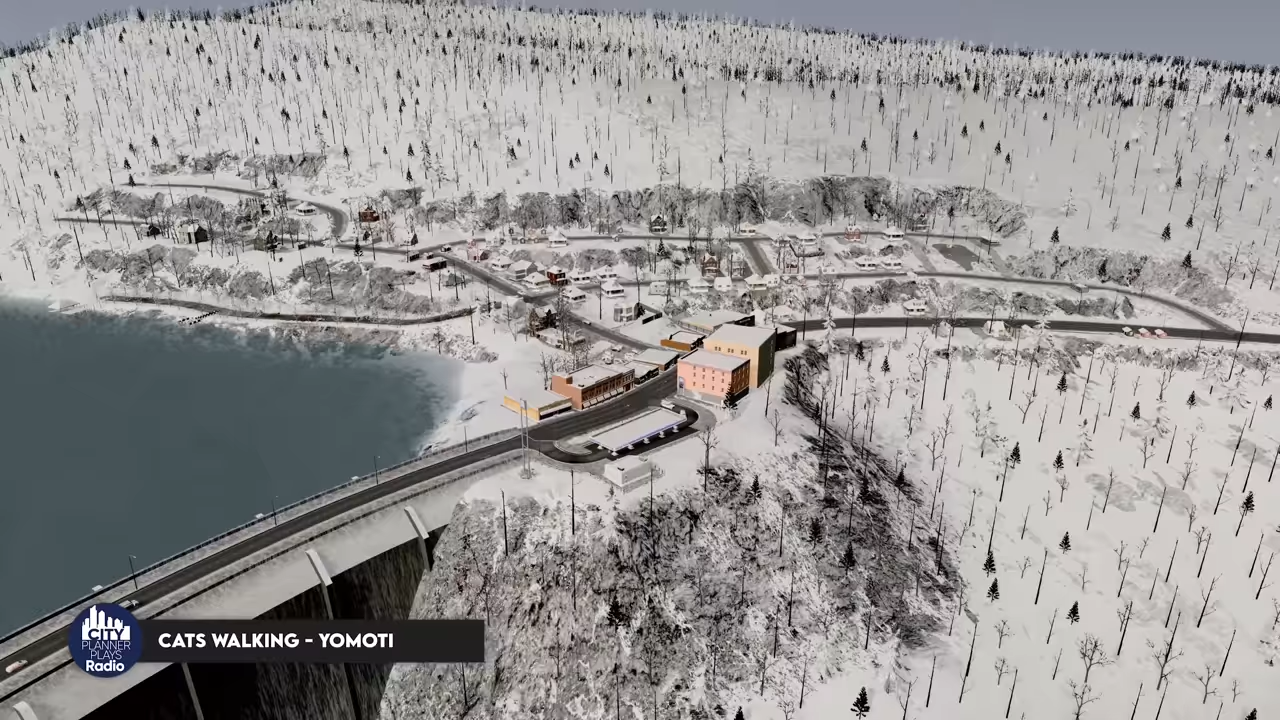 CITY
PLANNER
PLAYS
Radio
CATS WALKING - YOMOTI